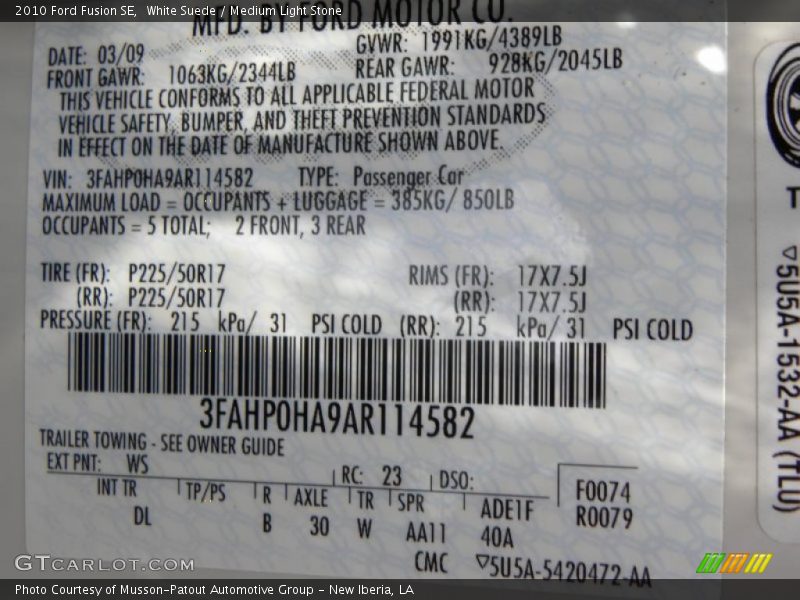 2010 Ford Fusion SE, White Suede / Medium Light Stone
MFD. BY FORD MOTOR CO.
DATE: 03/09 GVWR: 1991KG/4389LB
FRONT GAWR: 1063KG/2344LB REAR GAWR: 928KG/2045LB
THIS VEHICLE CONFORMS TO ALL APPLICABLE FEDERAL MOTOR
VEHICLE SAFETY, BUMPER, AND THEFT PREVENTION STANDARDS
IN EFFECT ON THE DATE OF MANUFACTURE SHOWN ABOVE.
VIN: 3FAHP0HA9AR114582 TYPE: Passenger Car
MAXIMUM LOAD = OCCUPANTS + LUGGAGE = 385KG/ 850LB
OCCUPANTS = 5 TOTAL; 2 FRONT, 3 REAR
TIRE (FR): P225/50R17 RIMS (FR): 17X7.5J
(RR): P225/50R17 (RR): 17X7.5J
PRESSURE (FR): 215 kPa/ 31 PSI COLD (RR): 215 kPa/ 31 PSI COLD
3FAHP0HA9AR114582
TRAILER TOWING - SEE OWNER GUIDE
EXT PNT: WS RC: 23 DSO:
INT TR TP/PS R AXLE TR SPR ADE1F F0074
DL B 30 W AA11 40A R0079
CMC ▽5U5A-5420472-AA
T
▽5U5A-1532-AA (TLU)
GTCARLOT.COM
Photo Courtesy of Musson-Patout Automotive Group - New Iberia, LA